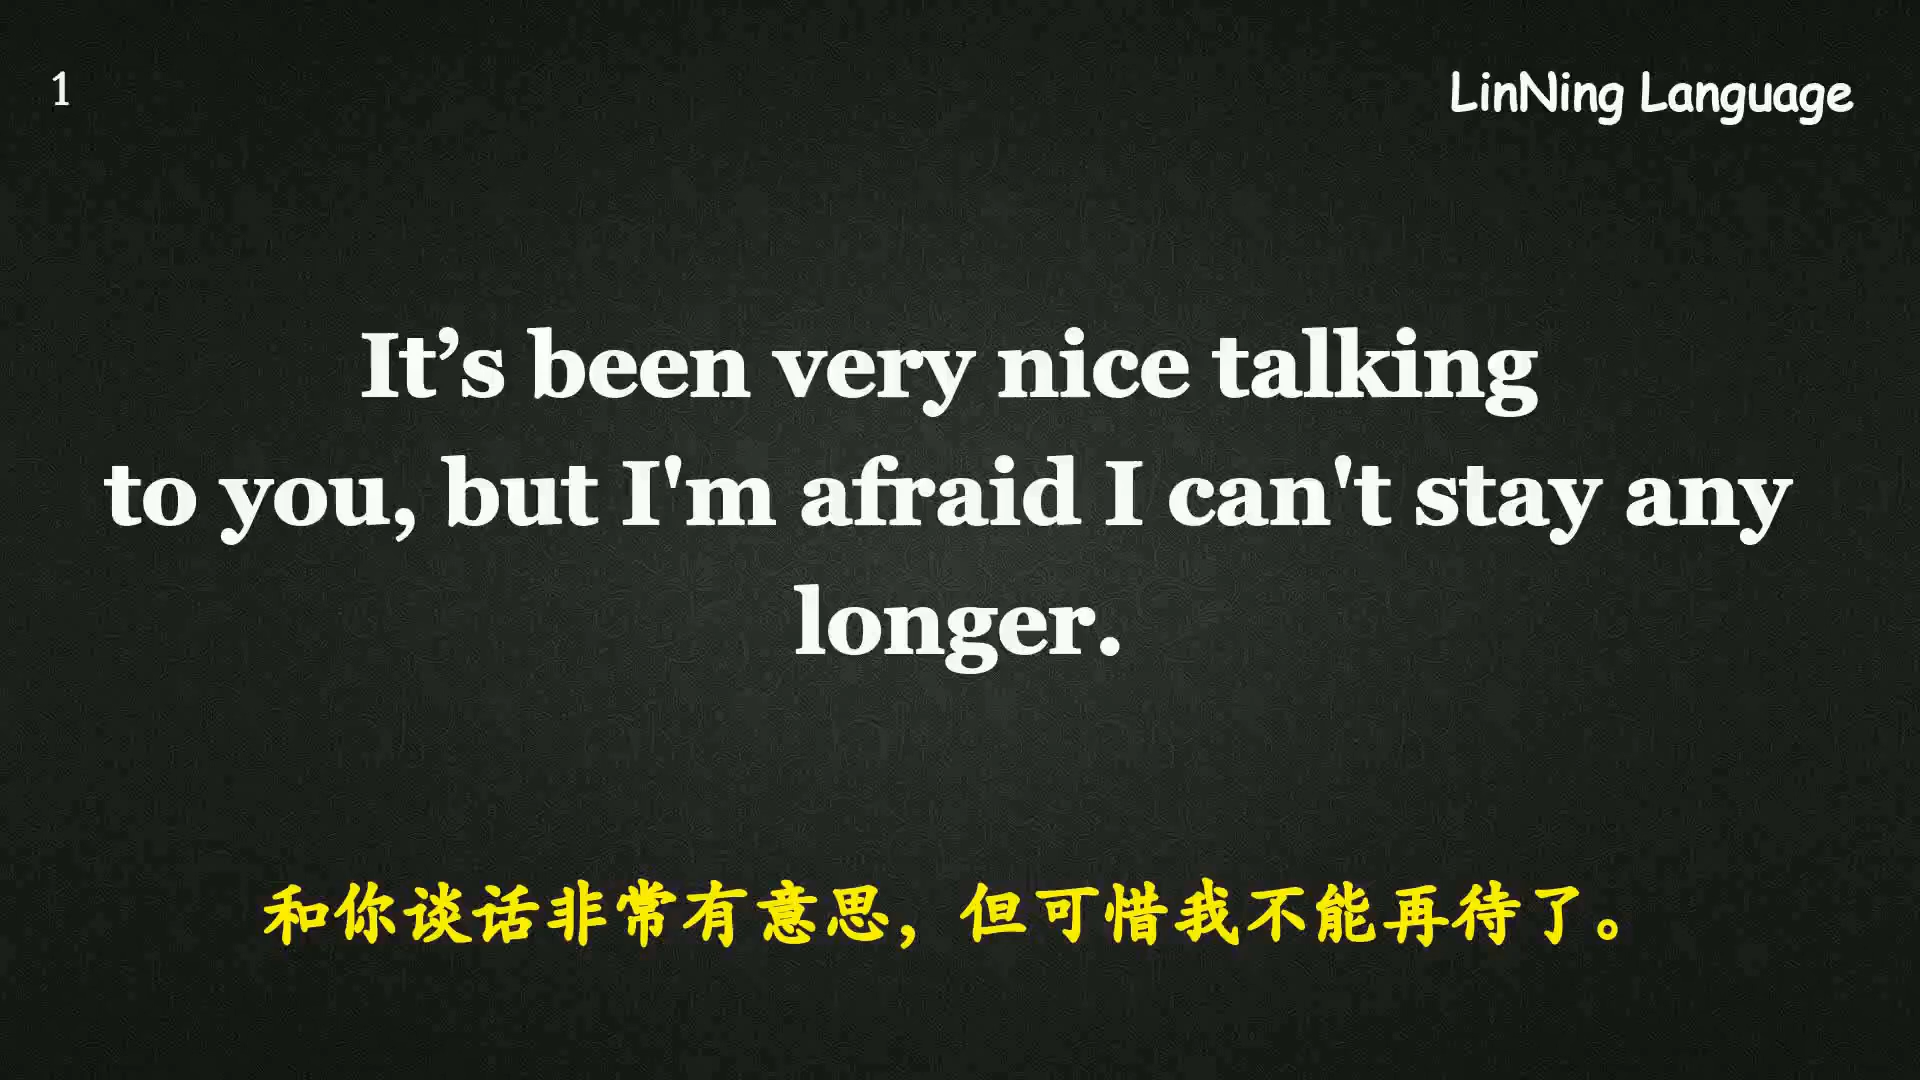 1
LinNing Language
It’s been very nice talking
to you, but I'm afraid I can't stay any
longer.
和你谈话非常有意思，但可惜我不能再待了。